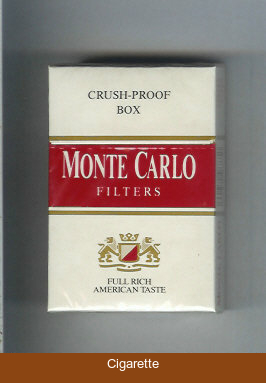 CRUSH-PROOF
BOX
MONTE CARLO
FILTERS
FULL RICH
AMERICAN TASTE
Cigarette